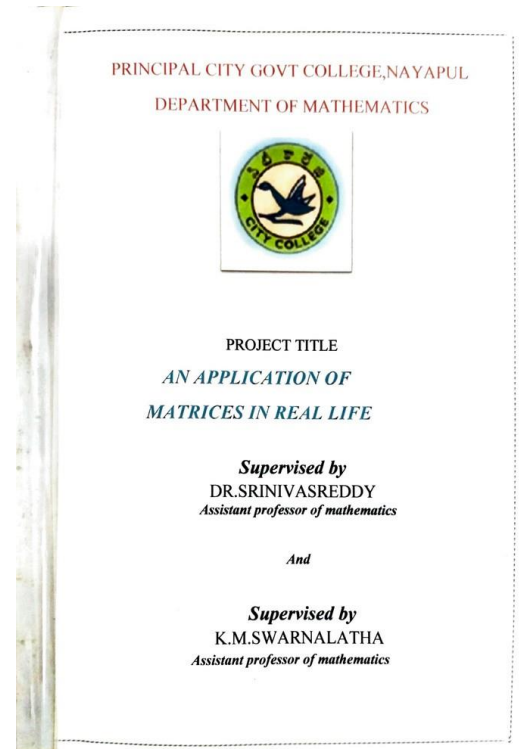 PRINCIPAL CITY GOVT COLLEGE,NAYAPUL
DEPARTMENT OF MATHEMATICS
CITY COLLEGE
PROJECT TITLE
AN APPLICATION OF
MATRICES IN REAL LIFE
Supervised by
DR.SRINIVASREDDY
Assistant professor of mathematics
And
Supervised by
K.M.SWARNALATHA
Assistant professor of mathematics